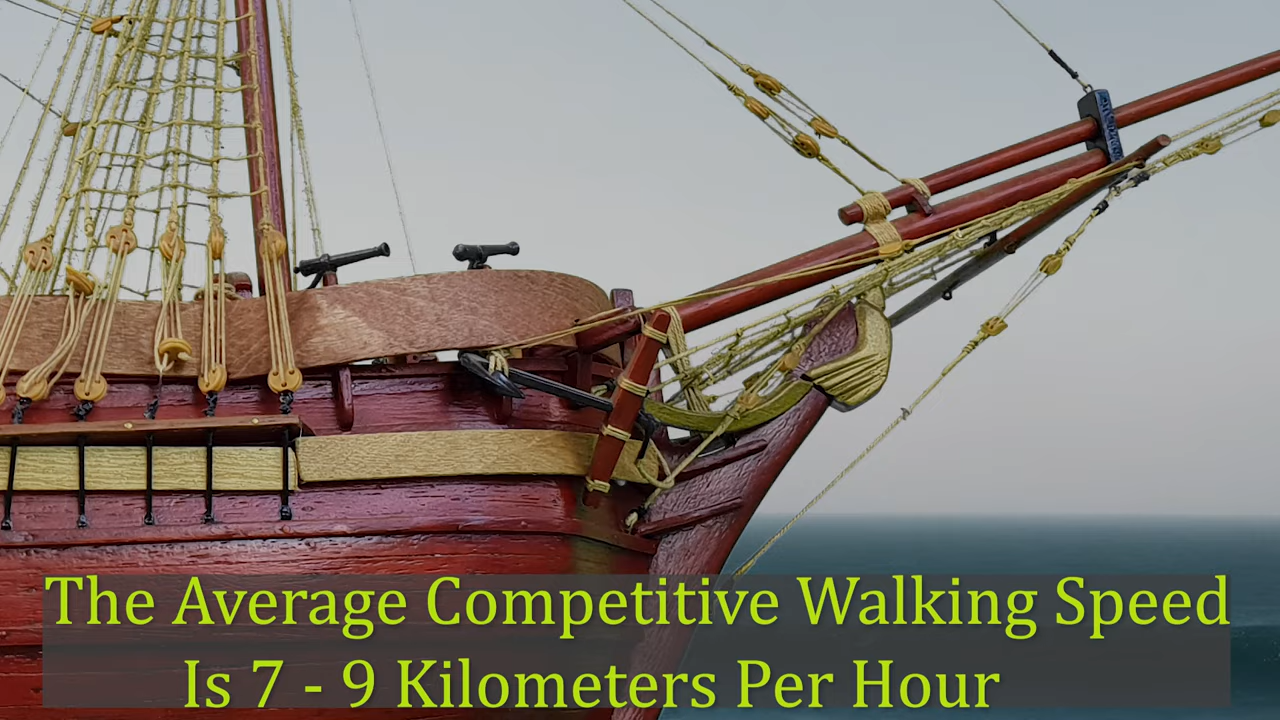 The Average Competitive Walking Speed
Is 7 - 9 Kilometers Per Hour